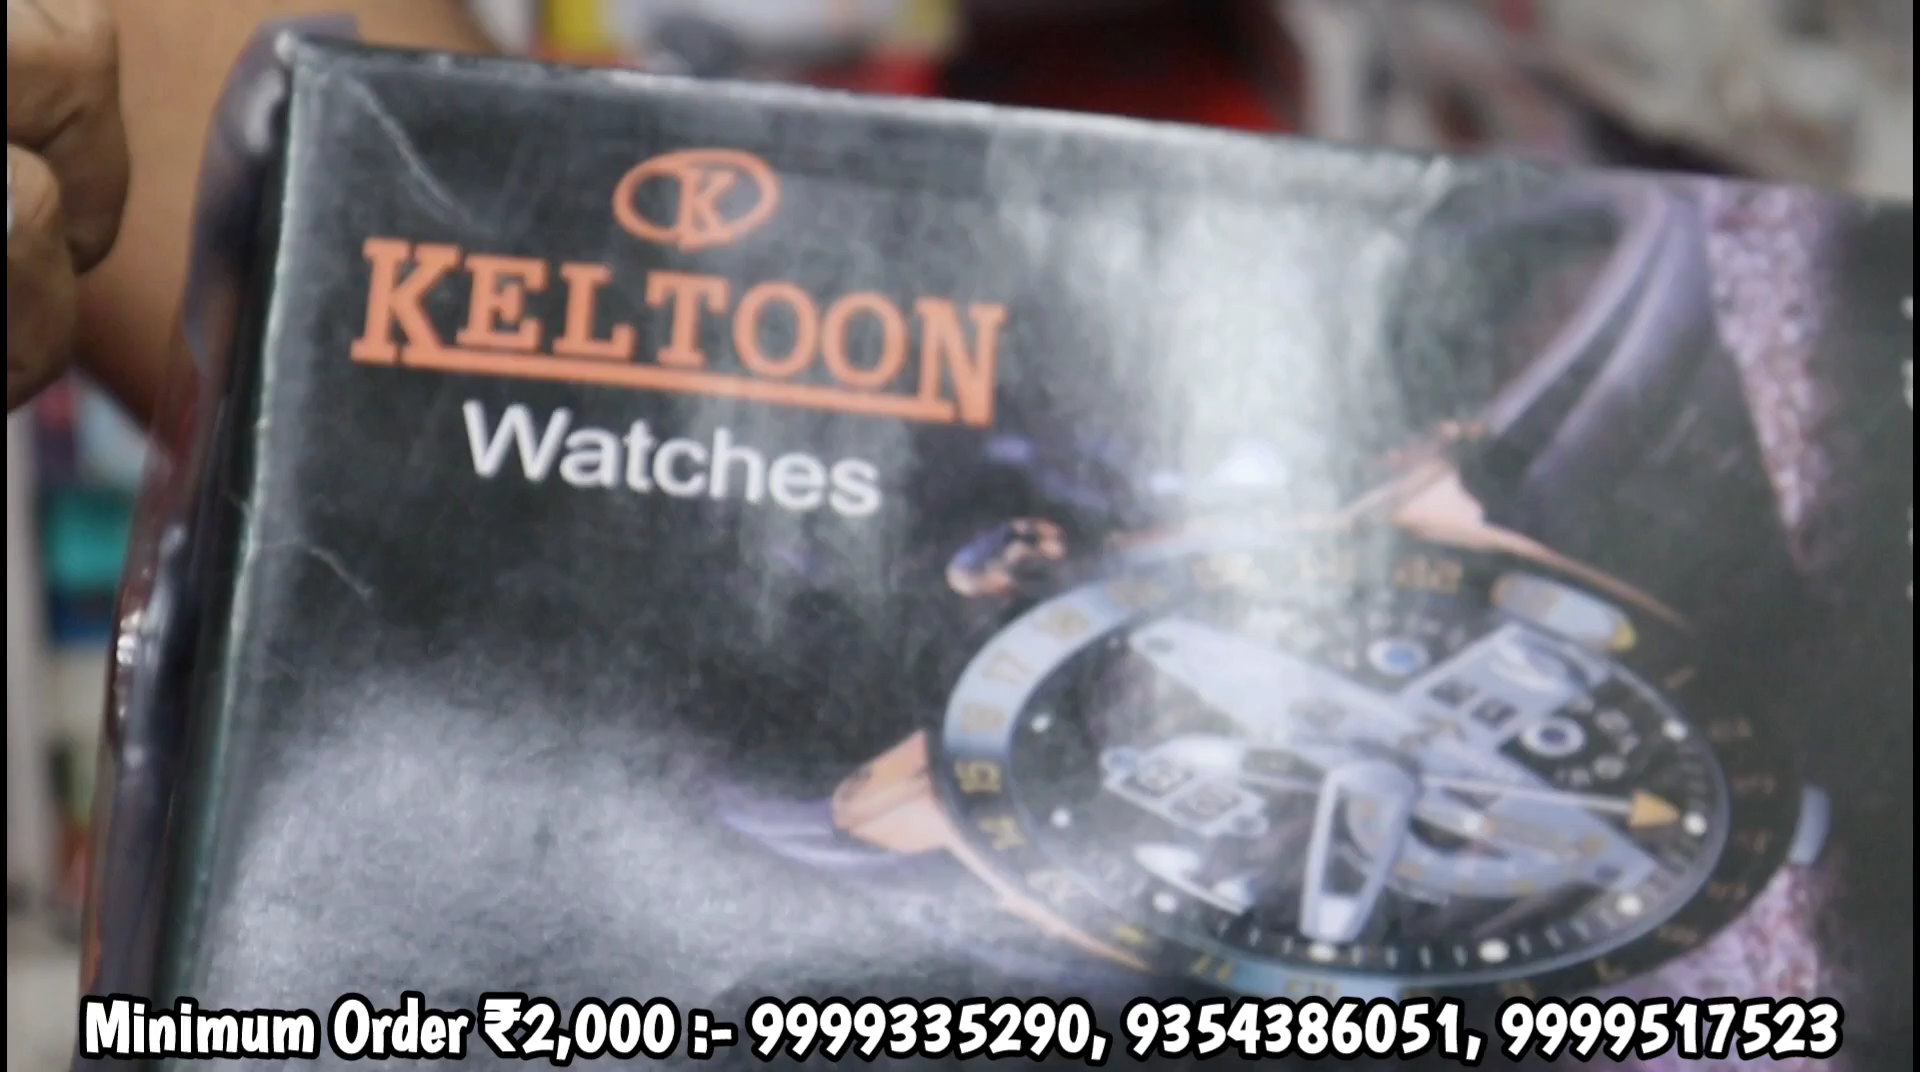 K
KELTOON
Watches
Minimum Order ₹2,000 :- 9999335290, 9354386051, 9999517523